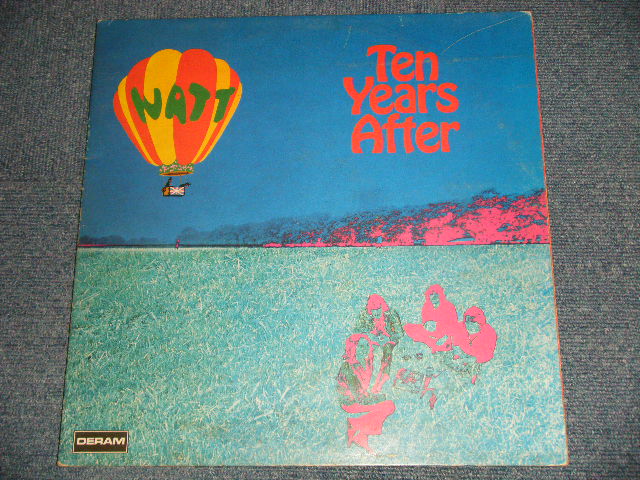 WATT
Ten
Years
After
DERAM